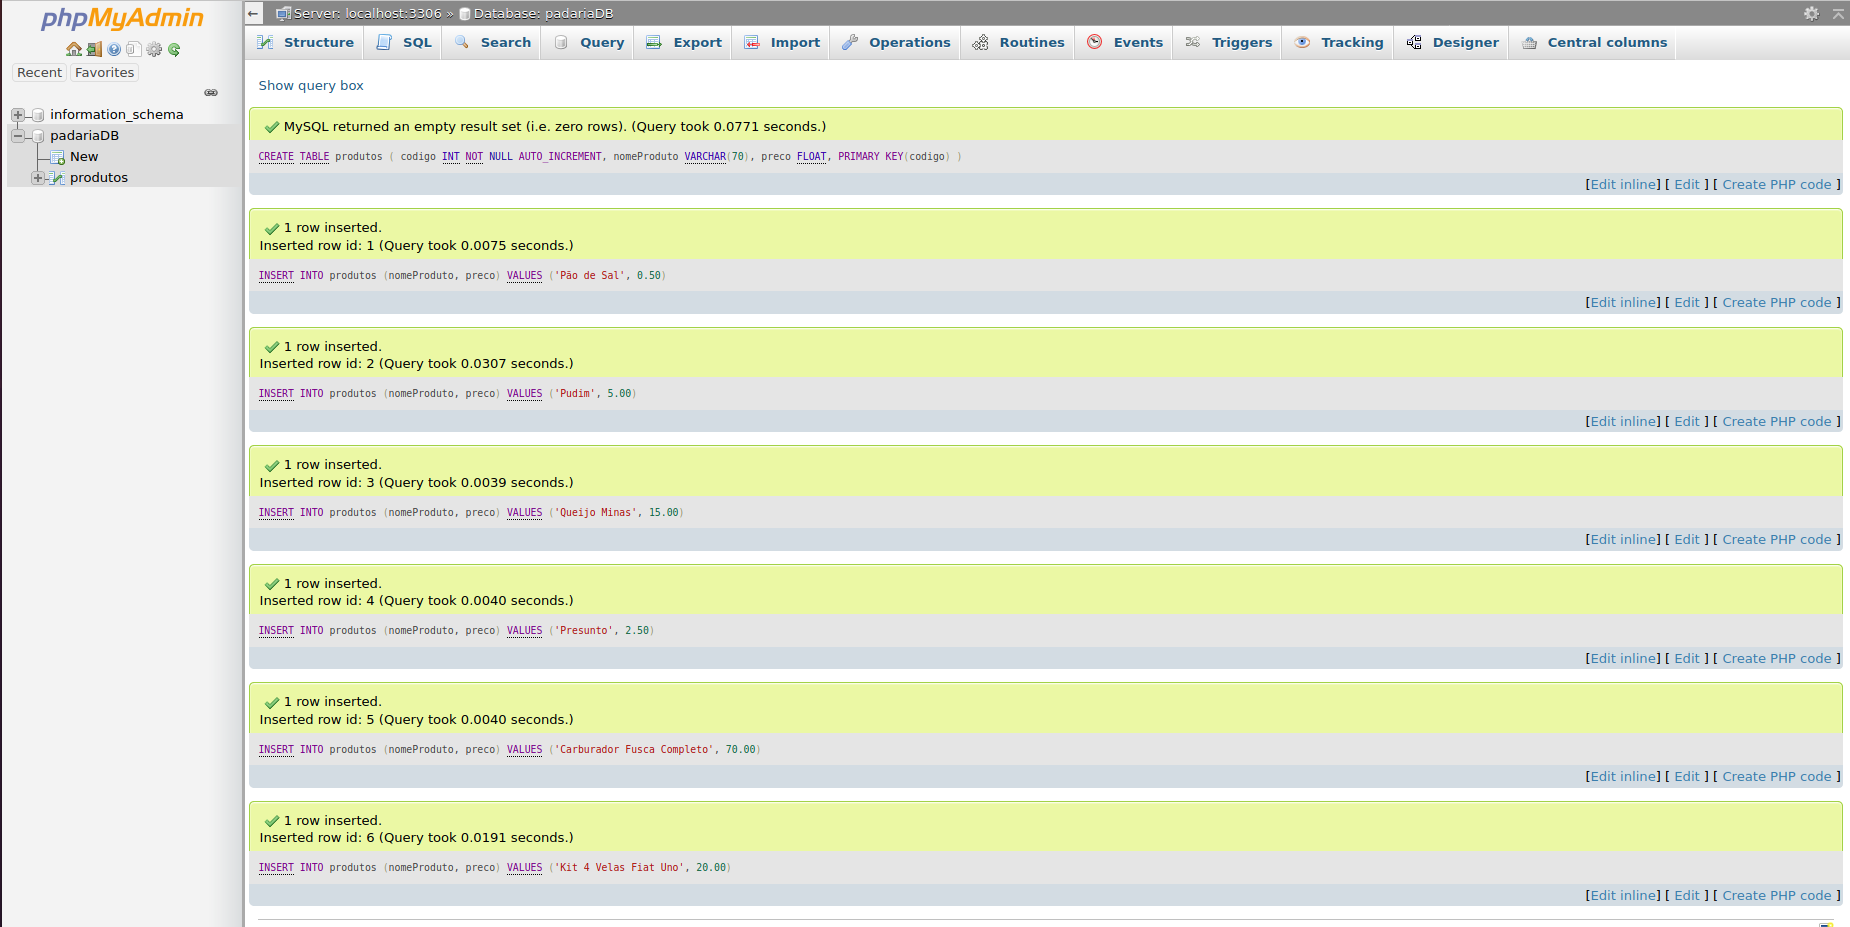 phpMyAdmin
Recent Favorites
information_schema
padariaDB
New
produtos
Server: localhost:3306 » Database: padariaDB
Structure SQL Search Query Export Import Operations Routines Events Triggers Tracking Designer Central columns
Show query box
MySQL returned an empty result set (i.e. zero rows). (Query took 0.0771 seconds.)
CREATE TABLE produtos ( codigo INT NOT NULL AUTO_INCREMENT, nomeProduto VARCHAR(70), preco FLOAT, PRIMARY KEY(codigo) )
[Edit inline] [ Edit ] [ Create PHP code ]
1 row inserted.
Inserted row id: 1 (Query took 0.0075 seconds.)
INSERT INTO produtos (nomeProduto, preco) VALUES ('Pão de Sal', 0.50)
[Edit inline] [ Edit ] [ Create PHP code ]
1 row inserted.
Inserted row id: 2 (Query took 0.0307 seconds.)
INSERT INTO produtos (nomeProduto, preco) VALUES ('Pudim', 5.00)
[Edit inline] [ Edit ] [ Create PHP code ]
1 row inserted.
Inserted row id: 3 (Query took 0.0039 seconds.)
INSERT INTO produtos (nomeProduto, preco) VALUES ('Queijo Minas', 15.00)
[Edit inline] [ Edit ] [ Create PHP code ]
1 row inserted.
Inserted row id: 4 (Query took 0.0040 seconds.)
INSERT INTO produtos (nomeProduto, preco) VALUES ('Presunto', 2.50)
[Edit inline] [ Edit ] [ Create PHP code ]
1 row inserted.
Inserted row id: 5 (Query took 0.0040 seconds.)
INSERT INTO produtos (nomeProduto, preco) VALUES ('Carburador Fusca Completo', 70.00)
[Edit inline] [ Edit ] [ Create PHP code ]
1 row inserted.
Inserted row id: 6 (Query took 0.0191 seconds.)
INSERT INTO produtos (nomeProduto, preco) VALUES ('Kit 4 Velas Fiat Uno', 20.00)
[Edit inline] [ Edit ] [ Create PHP code ]